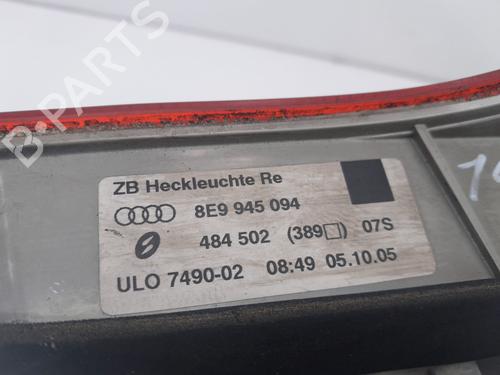 ZB Heckleuchte Re
8E9 945 094
484 502 (389□) 07S
ULO 7490-02 08:49 05.10.05
B-PARTS